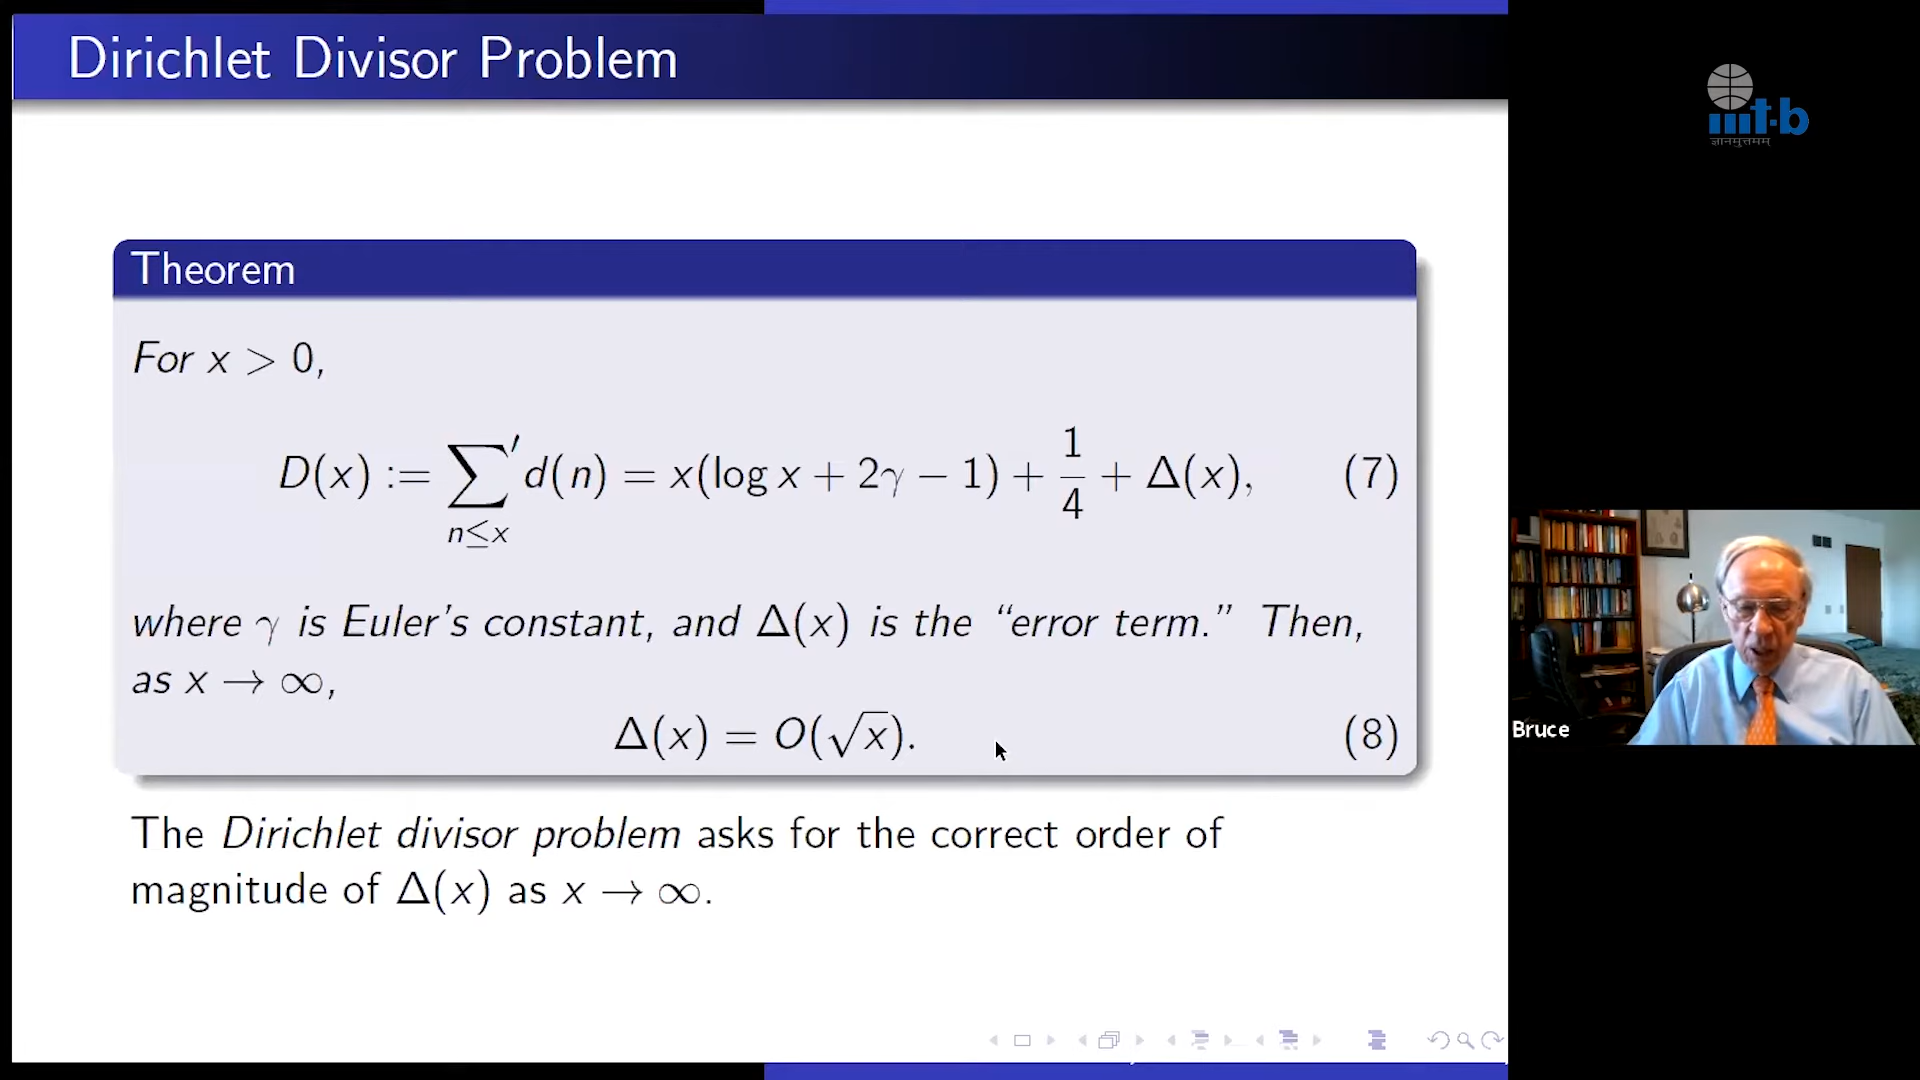 Dirichlet Divisor Problem
Theorem
For x > 0,
D(x) := ∑′_{n≤x} d(n) = x(log x + 2γ − 1) + 1/4 + Δ(x), (7)
where γ is Euler's constant, and Δ(x) is the “error term.” Then,
as x → ∞,
Δ(x) = O(√x). (8)
The Dirichlet divisor problem asks for the correct order of
magnitude of Δ(x) as x → ∞.
iiit-b
ज्ञानमुत्तमम्
Bruce